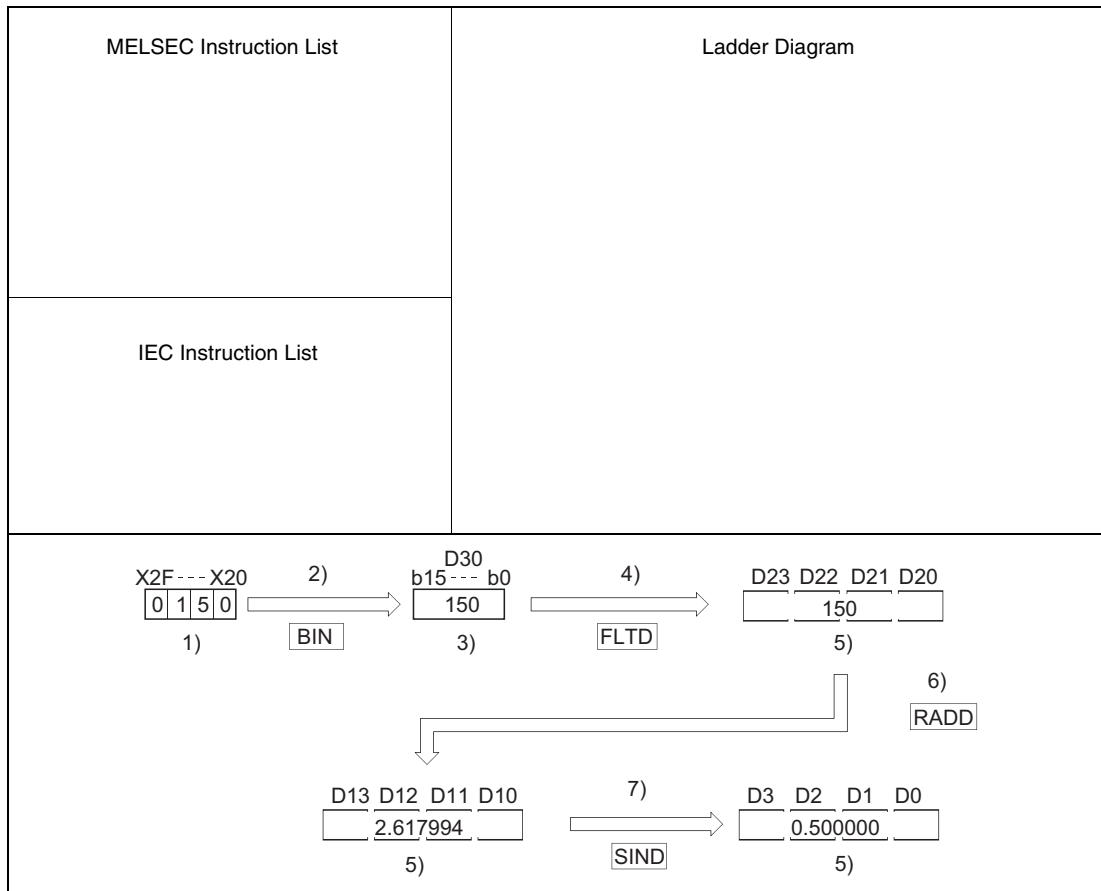 MELSEC Instruction List
Ladder Diagram
IEC Instruction List
X2F --- X20
0 1 5 0
1)
2)
BIN
D30
b15 --- b0
150
3)
4)
FLTD
D23 D22 D21 D20
150
5)
6)
RADD
D13 D12 D11 D10
2.617994
5)
7)
SIND
D3 D2 D1 D0
0.500000
5)